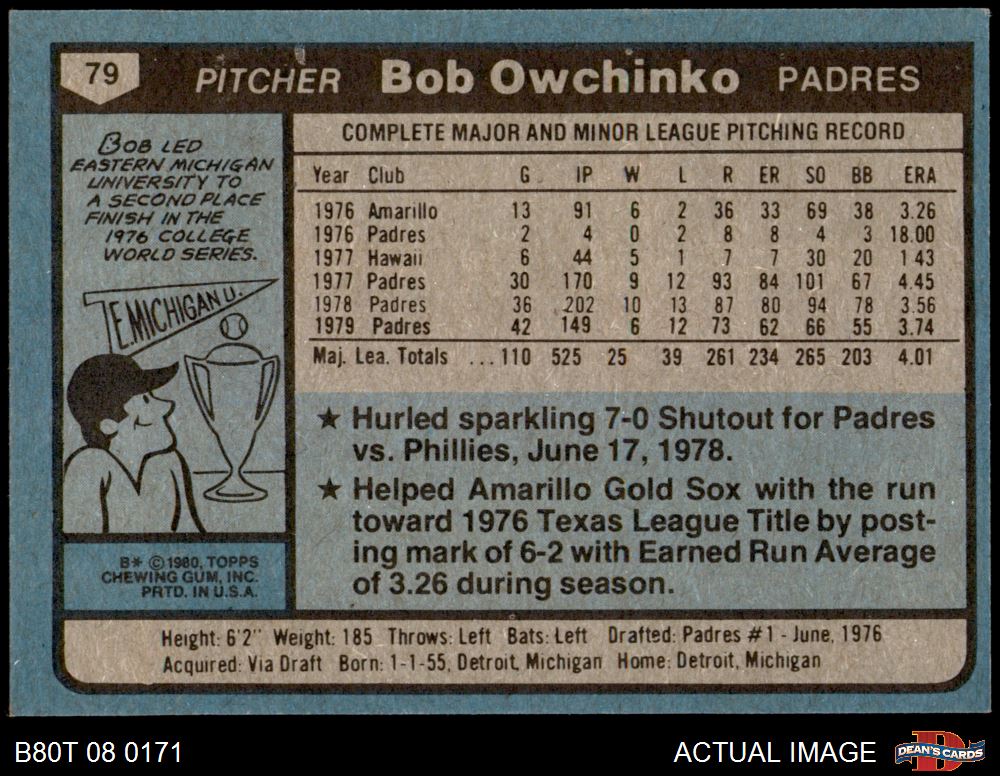 79 PITCHER Bob Owchinko PADRES
BOB LED
EASTERN MICHIGAN
UNIVERSITY TO
A SECOND PLACE
FINISH IN THE
1976 COLLEGE
WORLD SERIES.
E. MICHIGAN U.
B* © 1980, TOPPS
CHEWING GUM, INC.
PRTD. IN U.S.A.
COMPLETE MAJOR AND MINOR LEAGUE PITCHING RECORD
Year Club G IP W L R ER SO BB ERA
1976 Amarillo 13 91 6 2 36 33 69 38 3.26
1976 Padres 2 4 0 2 8 8 4 3 18.00
1977 Hawaii 6 44 5 1 7 7 30 20 1 43
1977 Padres 30 170 9 12 93 84 101 67 4.45
1978 Padres 36 202 10 13 87 80 94 78 3.56
1979 Padres 42 149 6 12 73 62 66 55 3.74
Maj. Lea. Totals ... 110 525 25 39 261 234 265 203 4.01
★ Hurled sparkling 7-0 Shutout for Padres
vs. Phillies, June 17, 1978.
★ Helped Amarillo Gold Sox with the run
toward 1976 Texas League Title by post-
ing mark of 6-2 with Earned Run Average
of 3.26 during season.
Height: 6'2" Weight: 185 Throws: Left Bats: Left Drafted: Padres #1 - June, 1976
Acquired: Via Draft Born: 1-1-55, Detroit, Michigan Home: Detroit, Michigan
B80T 08 0171 ACTUAL IMAGE DEAN'S CARDS